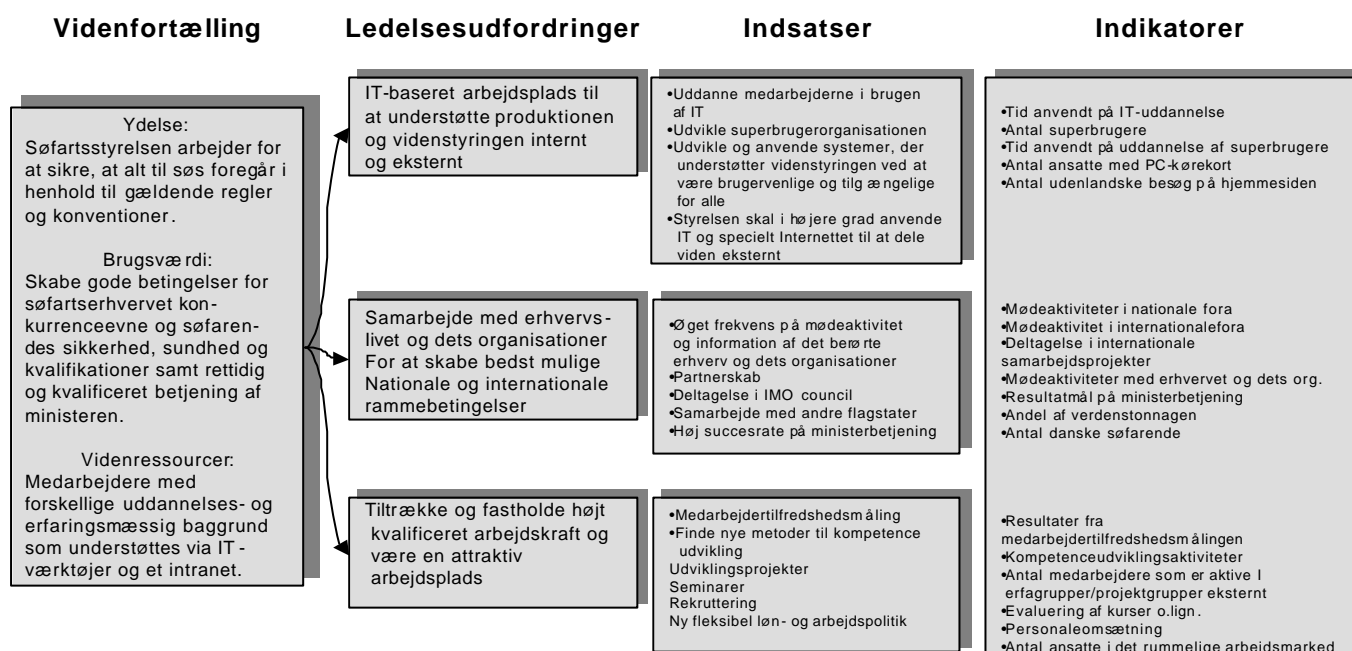 Videnfortælling
Ledelsesudfordringer
Indsatser
Indikatorer
Ydelse:
Søfartsstyrelsen arbejder for
at sikre, at alt til søs foregår i
henhold til gældende regler
og konventioner.
Brugsværdi:
Skabe gode betingelser for
søfartserhvervet kon-
kurrenceevne og søfaren-
des sikkerhed, sundhed og
kvalifikationer samt rettidig
og kvalificeret betjening af
ministeren.
Videnressourcer:
Medarbejdere med
forskellige uddannelses- og
erfaringsmæssig baggrund
som understøttes via IT-
værktøjer og et intranet.
IT-baseret arbejdsplads til
at understøtte produktionen
og videnstyringen internt
og eksternt
Samarbejde med erhvervs-
livet og dets organisationer
For at skabe bedst mulige
Nationale og internationale
rammebetingelser
Tiltrække og fastholde højt
kvalificeret arbejdskraft og
være en attraktiv
arbejdsplads
•Uddanne medarbejderne i brugen
af IT
•Udvikle superbrugerorganisationen
•Udvikle og anvende systemer, der
understøtter videnstyringen ved at
være brugervenlige og tilgængelige
for alle
•Styrelsen skal i højere grad anvende
IT og specielt Internettet til at dele
viden eksternt
•Øget frekvens på mødeaktivitet
og information af det berørte
erhverv og dets organisationer
•Partnerskab
•Deltagelse i IMO council
•Samarbejde med andre flagstater
•Høj succesrate på ministerbetjening
•Medarbejdertilfredshedsmåling
•Finde nye metoder til kompetence
udvikling
Udviklingsprojekter
Seminarer
Rekruttering
Ny fleksibel løn- og arbejdspolitik
•Tid anvendt på IT-uddannelse
•Antal superbrugere
•Tid anvendt på uddannelse af superbrugere
•Antal ansatte med PC-kørekort
•Antal udenlandske besøg på hjemmesiden
•Mødeaktiviteter i nationale fora
•Mødeaktivitet i internationalefora
•Deltagelse i internationale
samarbejdsprojekter
•Mødeaktiviteter med erhvervet og dets org.
•Resultatmål på ministerbetjening
•Andel af verdenstonnagen
•Antal danske søfarende
•Resultater fra
medarbejdertilfredshedsmålingen
•Kompetenceudviklingsaktiviteter
•Antal medarbejdere som er aktive I
erfagrupper/projektgrupper eksternt
•Evaluering af kurser o.lign.
•Personaleomsætning
•Antal ansatte i det rummelige arbejdsmarked